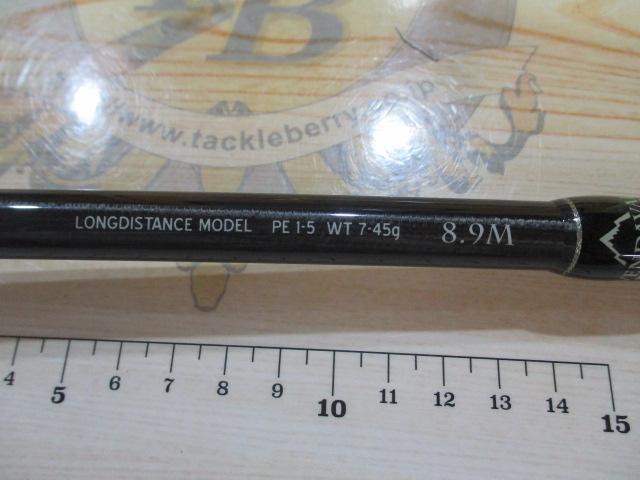 B
www.tackleberry.co.jp
LONGDISTANCE MODEL PE 1-5 WT 7-45g 8.9M
4 5 6 7 8 9 10 11 12 13 14 15